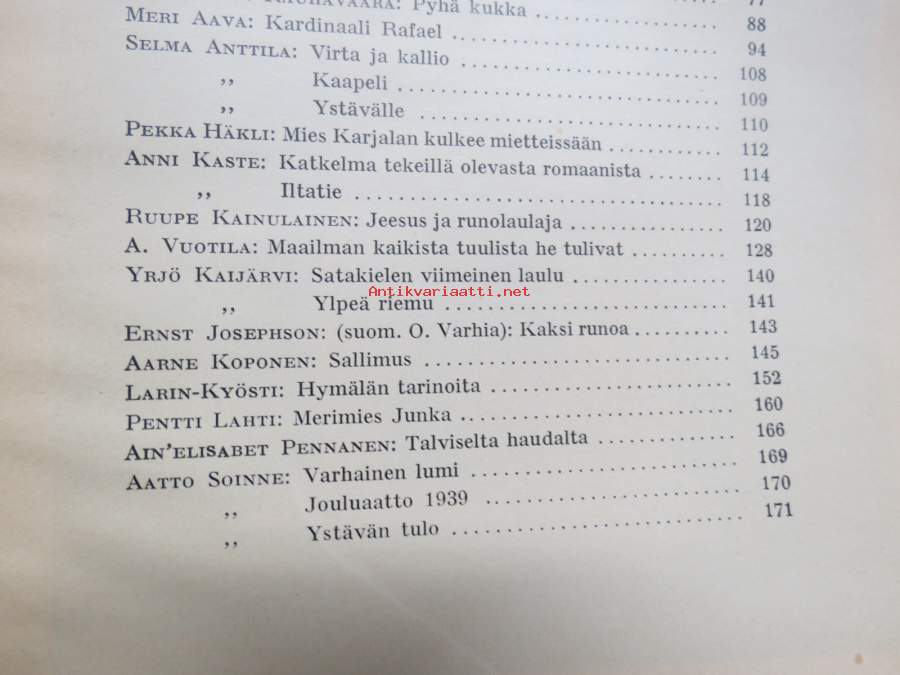 Pyhä kukka ........ 88
MERI AAVA: Kardinaali Rafael ........ 94
SELMA ANTTILA: Virta ja kallio ........ 108
„ Kaapeli ........ 109
„ Ystävälle ........ 110
PEKKA HÄKLI: Mies Karjalan kulkee mietteissään ........ 112
ANNI KASTE: Katkelma tekeillä olevasta romaanista ........ 114
„ Iltatie ........ 118
RUUPE KAINULAINEN: Jeesus ja runolaulaja ........ 120
A. VUOTILA: Maailman kaikista tuulista he tulivat ........ 128
YRJÖ KAIJÄRVI: Satakielen viimeinen laulu ........ 140
Antikvariaatti.net
„ Ylpeä riemu ........ 141
ERNST JOSEPHSON: (suom. O. Varhia): Kaksi runoa ........ 143
AARNE KOPONEN: Sallimus ........ 145
LARIN-KYÖSTI: Hymälän tarinoita ........ 152
PENTTI LAHTI: Merimies Junka ........ 160
AIN'ELISABET PENNANEN: Talviselta haudalta ........ 166
AATTO SOINNE: Varhainen lumi ........ 169
„ Jouluaatto 1939 ........ 170
„ Ystävän tulo ........ 171